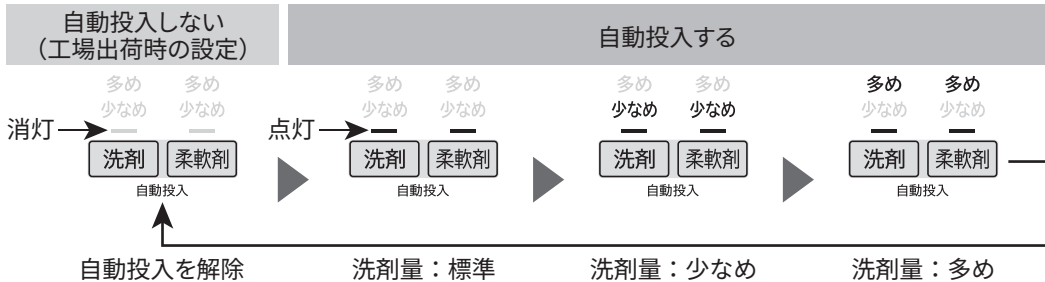 自動投入しない
（工場出荷時の設定）
自動投入する
多め 多め
少なめ 少なめ
消灯
洗剤 柔軟剤
自動投入
多め 多め
少なめ 少なめ
点灯
洗剤 柔軟剤
自動投入
多め 多め
少なめ 少なめ
洗剤 柔軟剤
自動投入
多め 多め
少なめ 少なめ
洗剤 柔軟剤
自動投入
自動投入を解除
洗剤量：標準
洗剤量：少なめ
洗剤量：多め